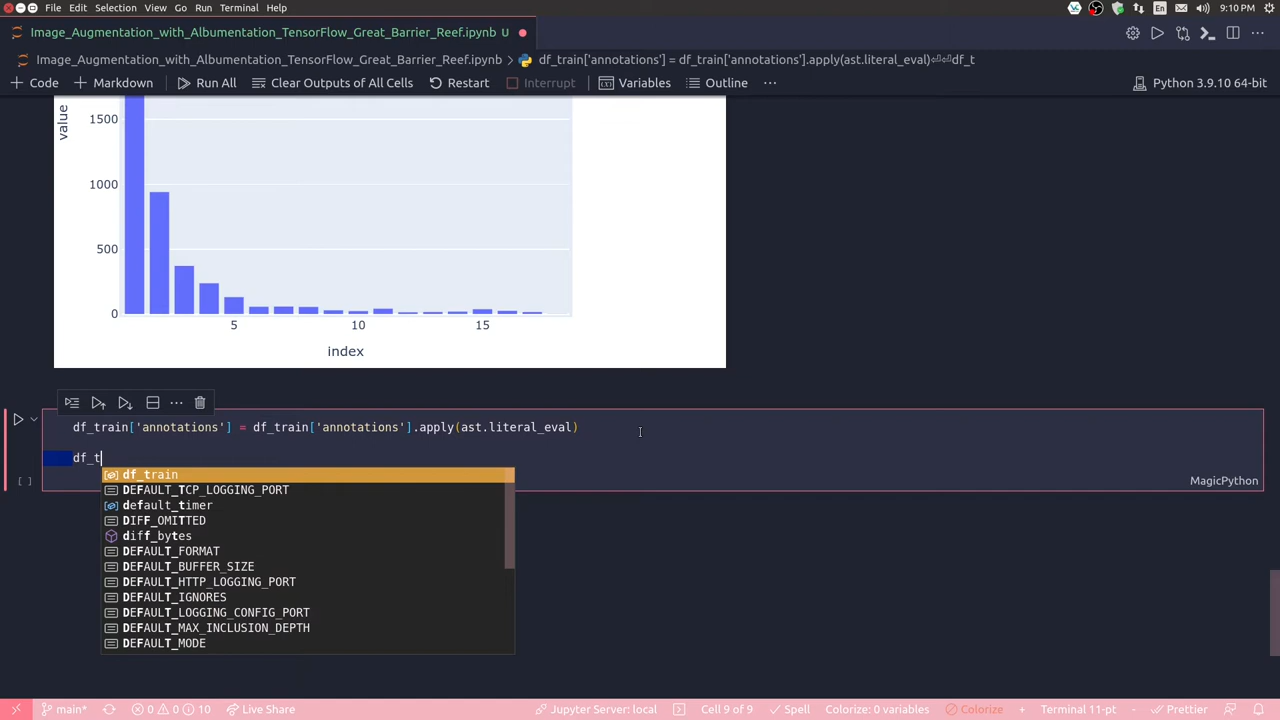 File Edit Selection View Go Run Terminal Help
En
9:10 PM
Image_Augmentation_with_Albumentation_TensorFlow_Great_Barrier_Reef.ipynb U
Image_Augmentation_with_Albumentation_TensorFlow_Great_Barrier_Reef.ipynb > df_train['annotations'] = df_train['annotations'].apply(ast.literal_eval)⏎⏎df_t
+ Code + Markdown Run All Clear Outputs of All Cells Restart Interrupt Variables Outline ···
Python 3.9.10 64-bit
value
1500
1000
500
0
5 10 15
index
df_train['annotations'] = df_train['annotations'].apply(ast.literal_eval)
df_t
df_train
DEFAULT_TCP_LOGGING_PORT
default_timer
DIFF_OMITTED
diff_bytes
DEFAULT_FORMAT
DEFAULT_BUFFER_SIZE
DEFAULT_HTTP_LOGGING_PORT
DEFAULT_IGNORES
DEFAULT_LOGGING_CONFIG_PORT
DEFAULT_MAX_INCLUSION_DEPTH
DEFAULT_MODE
[ ]
MagicPython
main* 0 0 10 Live Share
Jupyter Server: local Cell 9 of 9 Spell Colorize: 0 variables Colorize + Terminal 11-pt - Prettier